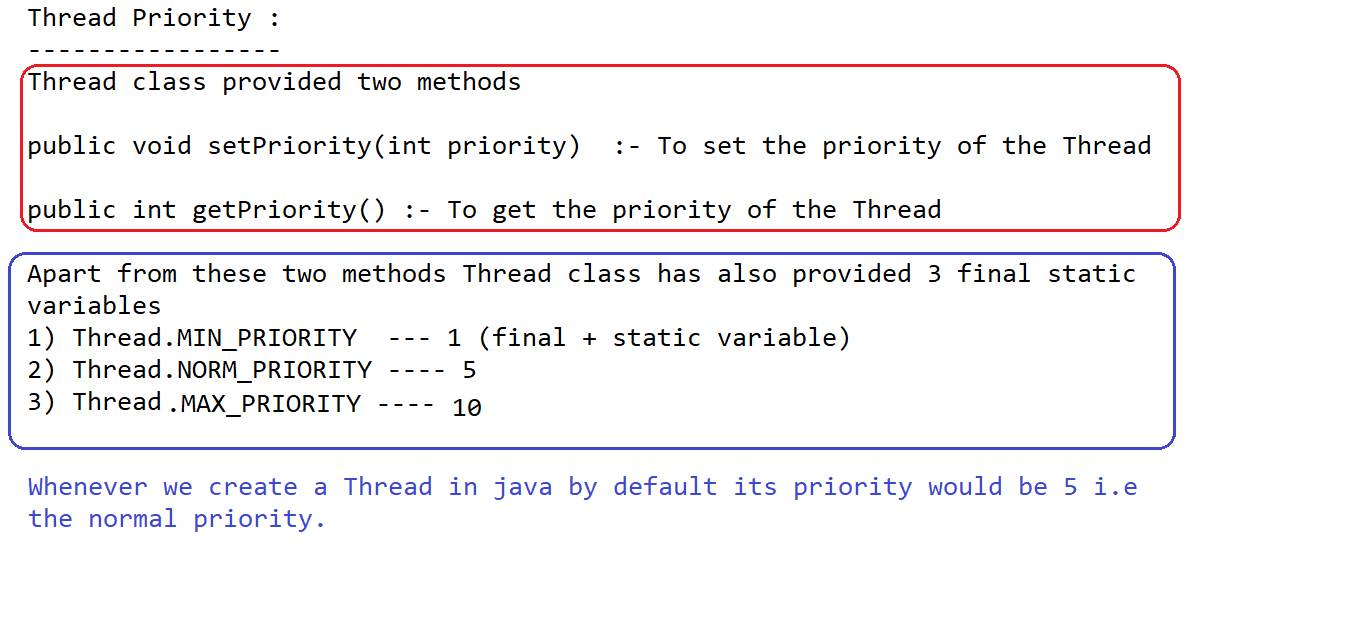 Thread Priority :
-----------------
Thread class provided two methods
public void setPriority(int priority)  :- To set the priority of the Thread
public int getPriority() :- To get the priority of the Thread
Apart from these two methods Thread class has also provided 3 final static
variables
1) Thread.MIN_PRIORITY  --- 1 (final + static variable)
2) Thread.NORM_PRIORITY ---- 5
3) Thread.MAX_PRIORITY ---- 10
Whenever we create a Thread in java by default its priority would be 5 i.e
the normal priority.